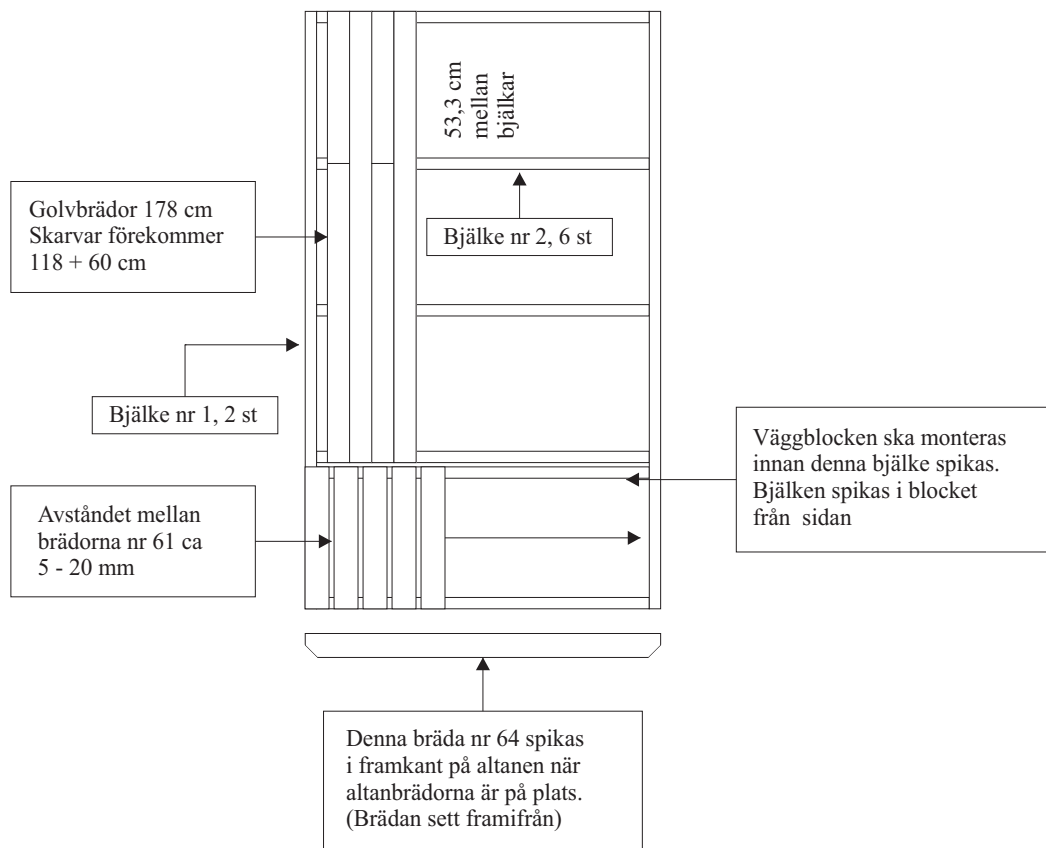 53,3 cm
mellan
bjälkar
Golvbrädor 178 cm
Skarvar förekommer
118 + 60 cm
Bjälke nr 2, 6 st
Bjälke nr 1, 2 st
Väggblocken ska monteras
innan denna bjälke spikas.
Bjälken spikas i blocket
från sidan
Avståndet mellan
brädorna nr 61 ca
5 - 20 mm
Denna bräda nr 64 spikas
i framkant på altanen när
altanbrädorna är på plats.
(Brädan sett framifrån)